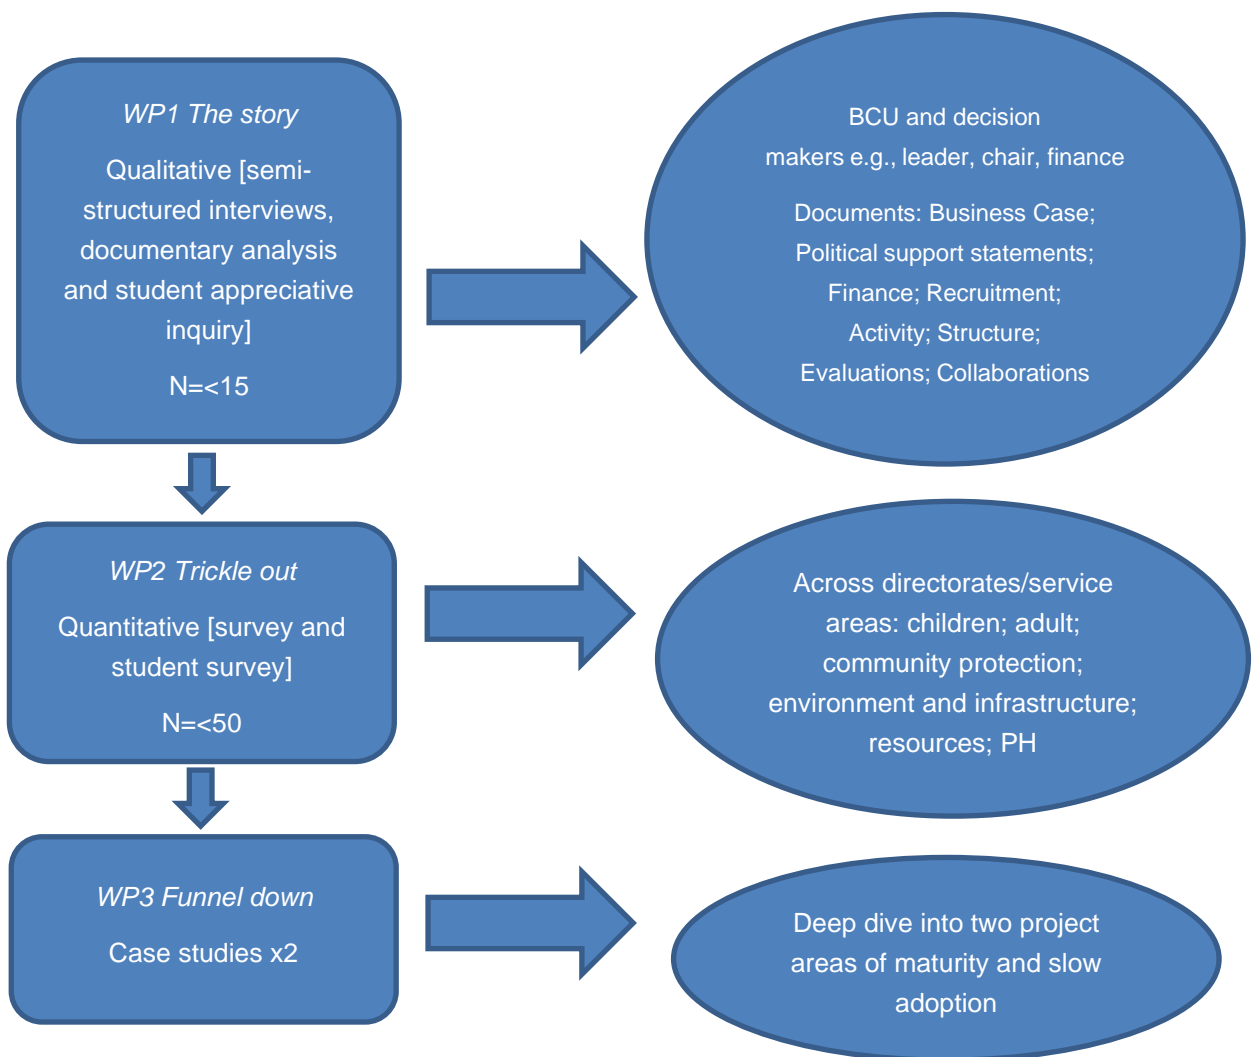 WP1 The story
Qualitative [semi-
structured interviews,
documentary analysis
and student appreciative
inquiry]
N=<15
BCU and decision
makers e.g., leader, chair, finance
Documents: Business Case;
Political support statements;
Finance; Recruitment;
Activity; Structure;
Evaluations; Collaborations
WP2 Trickle out
Quantitative [survey and
student survey]
N=<50
Across directorates/service
areas: children; adult;
community protection;
environment and infrastructure;
resources; PH
WP3 Funnel down
Case studies x2
Deep dive into two project
areas of maturity and slow
adoption